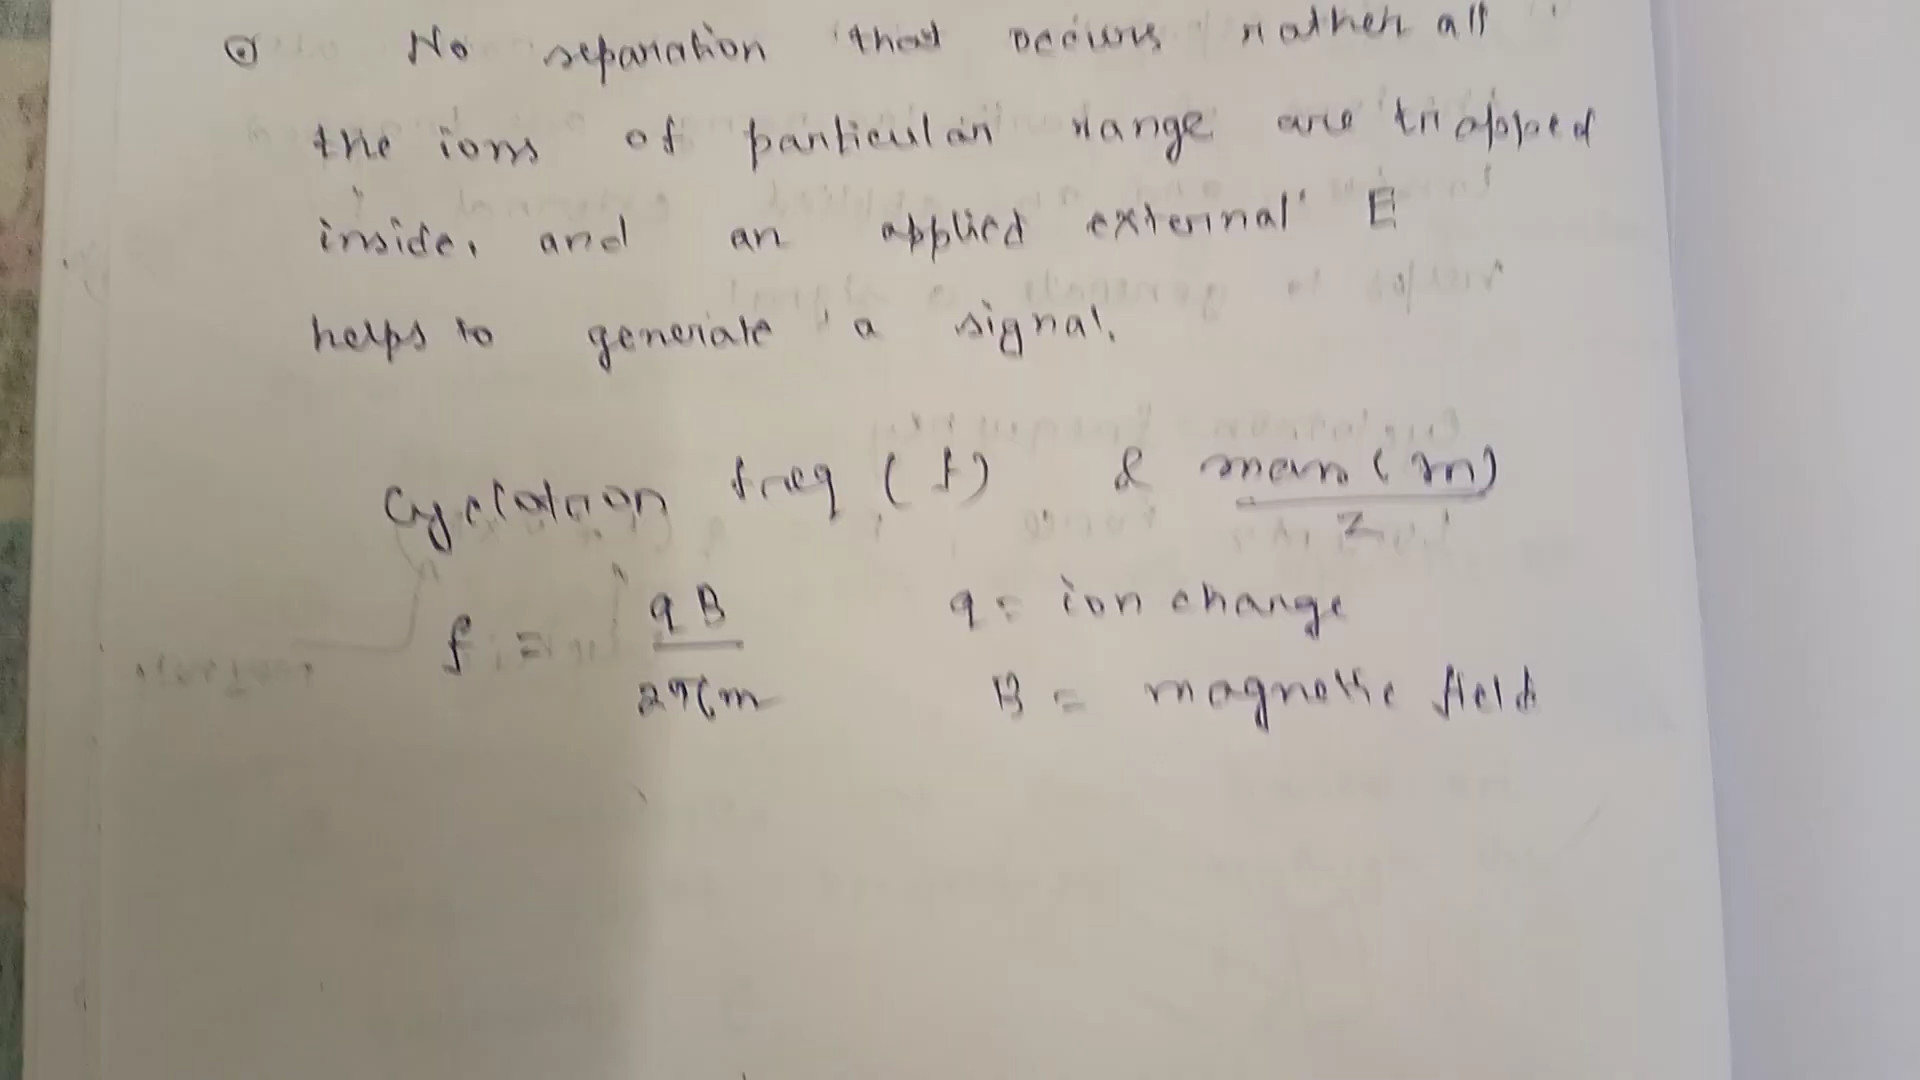 ⊙ No separation that occurs rather all
the ions of particular range are trapped
inside, and an applied external E
helps to generate a signal.
Cyclotron freq (f) & mass (m)
z
f = qB q = ion charge
2πm B = magnetic field